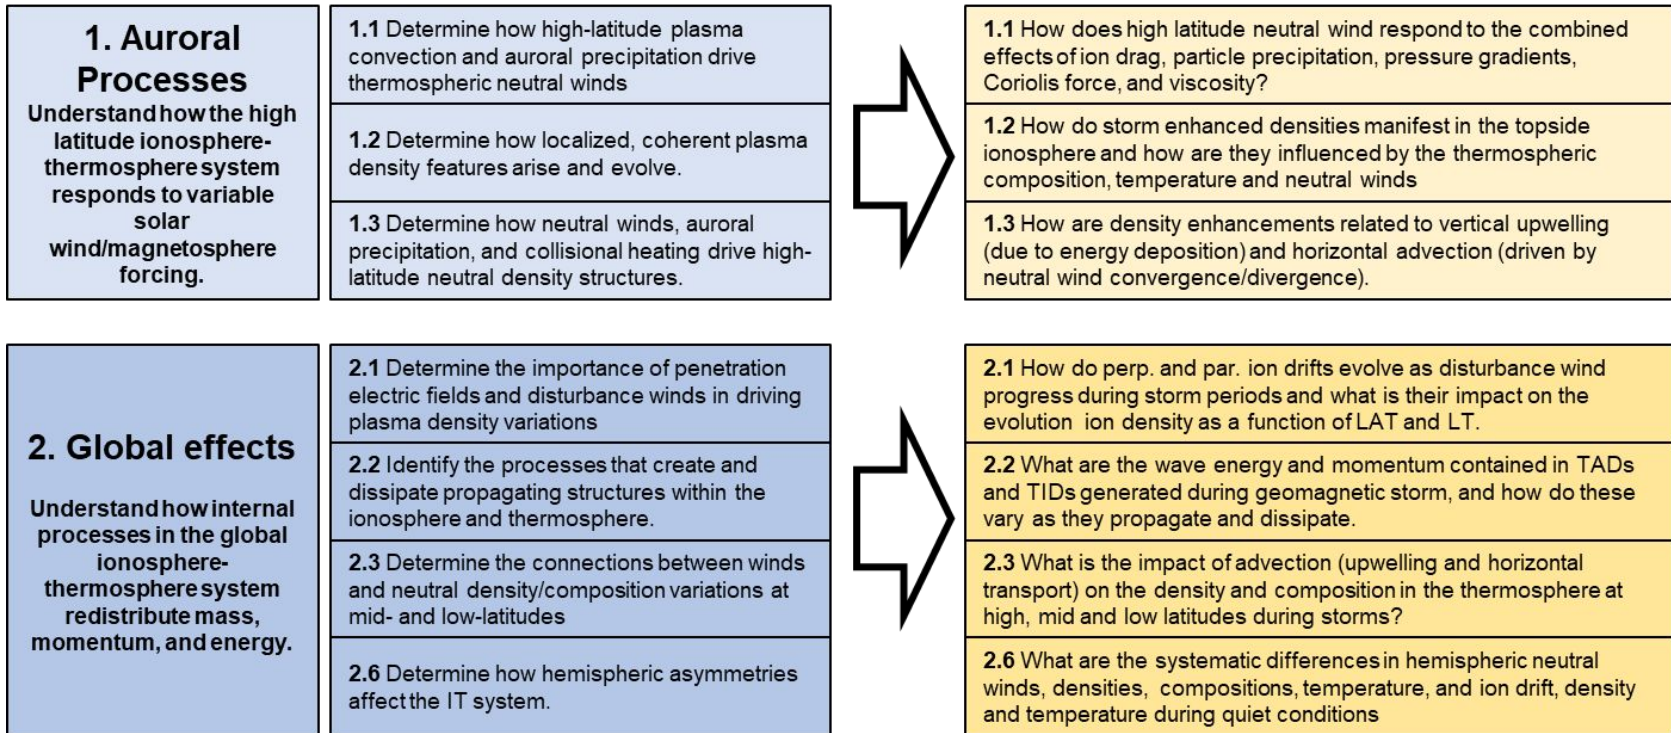 1. Auroral
Processes
Understand how the high
latitude ionosphere-
thermosphere system
responds to variable
solar
wind/magnetosphere
forcing.
1.1 Determine how high-latitude plasma
convection and auroral precipitation drive
thermospheric neutral winds
1.2 Determine how localized, coherent plasma
density features arise and evolve.
1.3 Determine how neutral winds, auroral
precipitation, and collisional heating drive high-
latitude neutral density structures.
1.1 How does high latitude neutral wind respond to the combined
effects of ion drag, particle precipitation, pressure gradients,
Coriolis force, and viscosity?
1.2 How do storm enhanced densities manifest in the topside
ionosphere and how are they influenced by the thermospheric
composition, temperature and neutral winds
1.3 How are density enhancements related to vertical upwelling
(due to energy deposition) and horizontal advection (driven by
neutral wind convergence/divergence).
2. Global effects
Understand how internal
processes in the global
ionosphere-
thermosphere system
redistribute mass,
momentum, and energy.
2.1 Determine the importance of penetration
electric fields and disturbance winds in driving
plasma density variations
2.2 Identify the processes that create and
dissipate propagating structures within the
ionosphere and thermosphere.
2.3 Determine the connections between winds
and neutral density/composition variations at
mid- and low-latitudes
2.6 Determine how hemispheric asymmetries
affect the IT system.
2.1 How do perp. and par. ion drifts evolve as disturbance wind
progress during storm periods and what is their impact on the
evolution ion density as a function of LAT and LT.
2.2 What are the wave energy and momentum contained in TADs
and TIDs generated during geomagnetic storm, and how do these
vary as they propagate and dissipate.
2.3 What is the impact of advection (upwelling and horizontal
transport) on the density and composition in the thermosphere at
high, mid and low latitudes during storms?
2.6 What are the systematic differences in hemispheric neutral
winds, densities, compositions, temperature, and ion drift, density
and temperature during quiet conditions